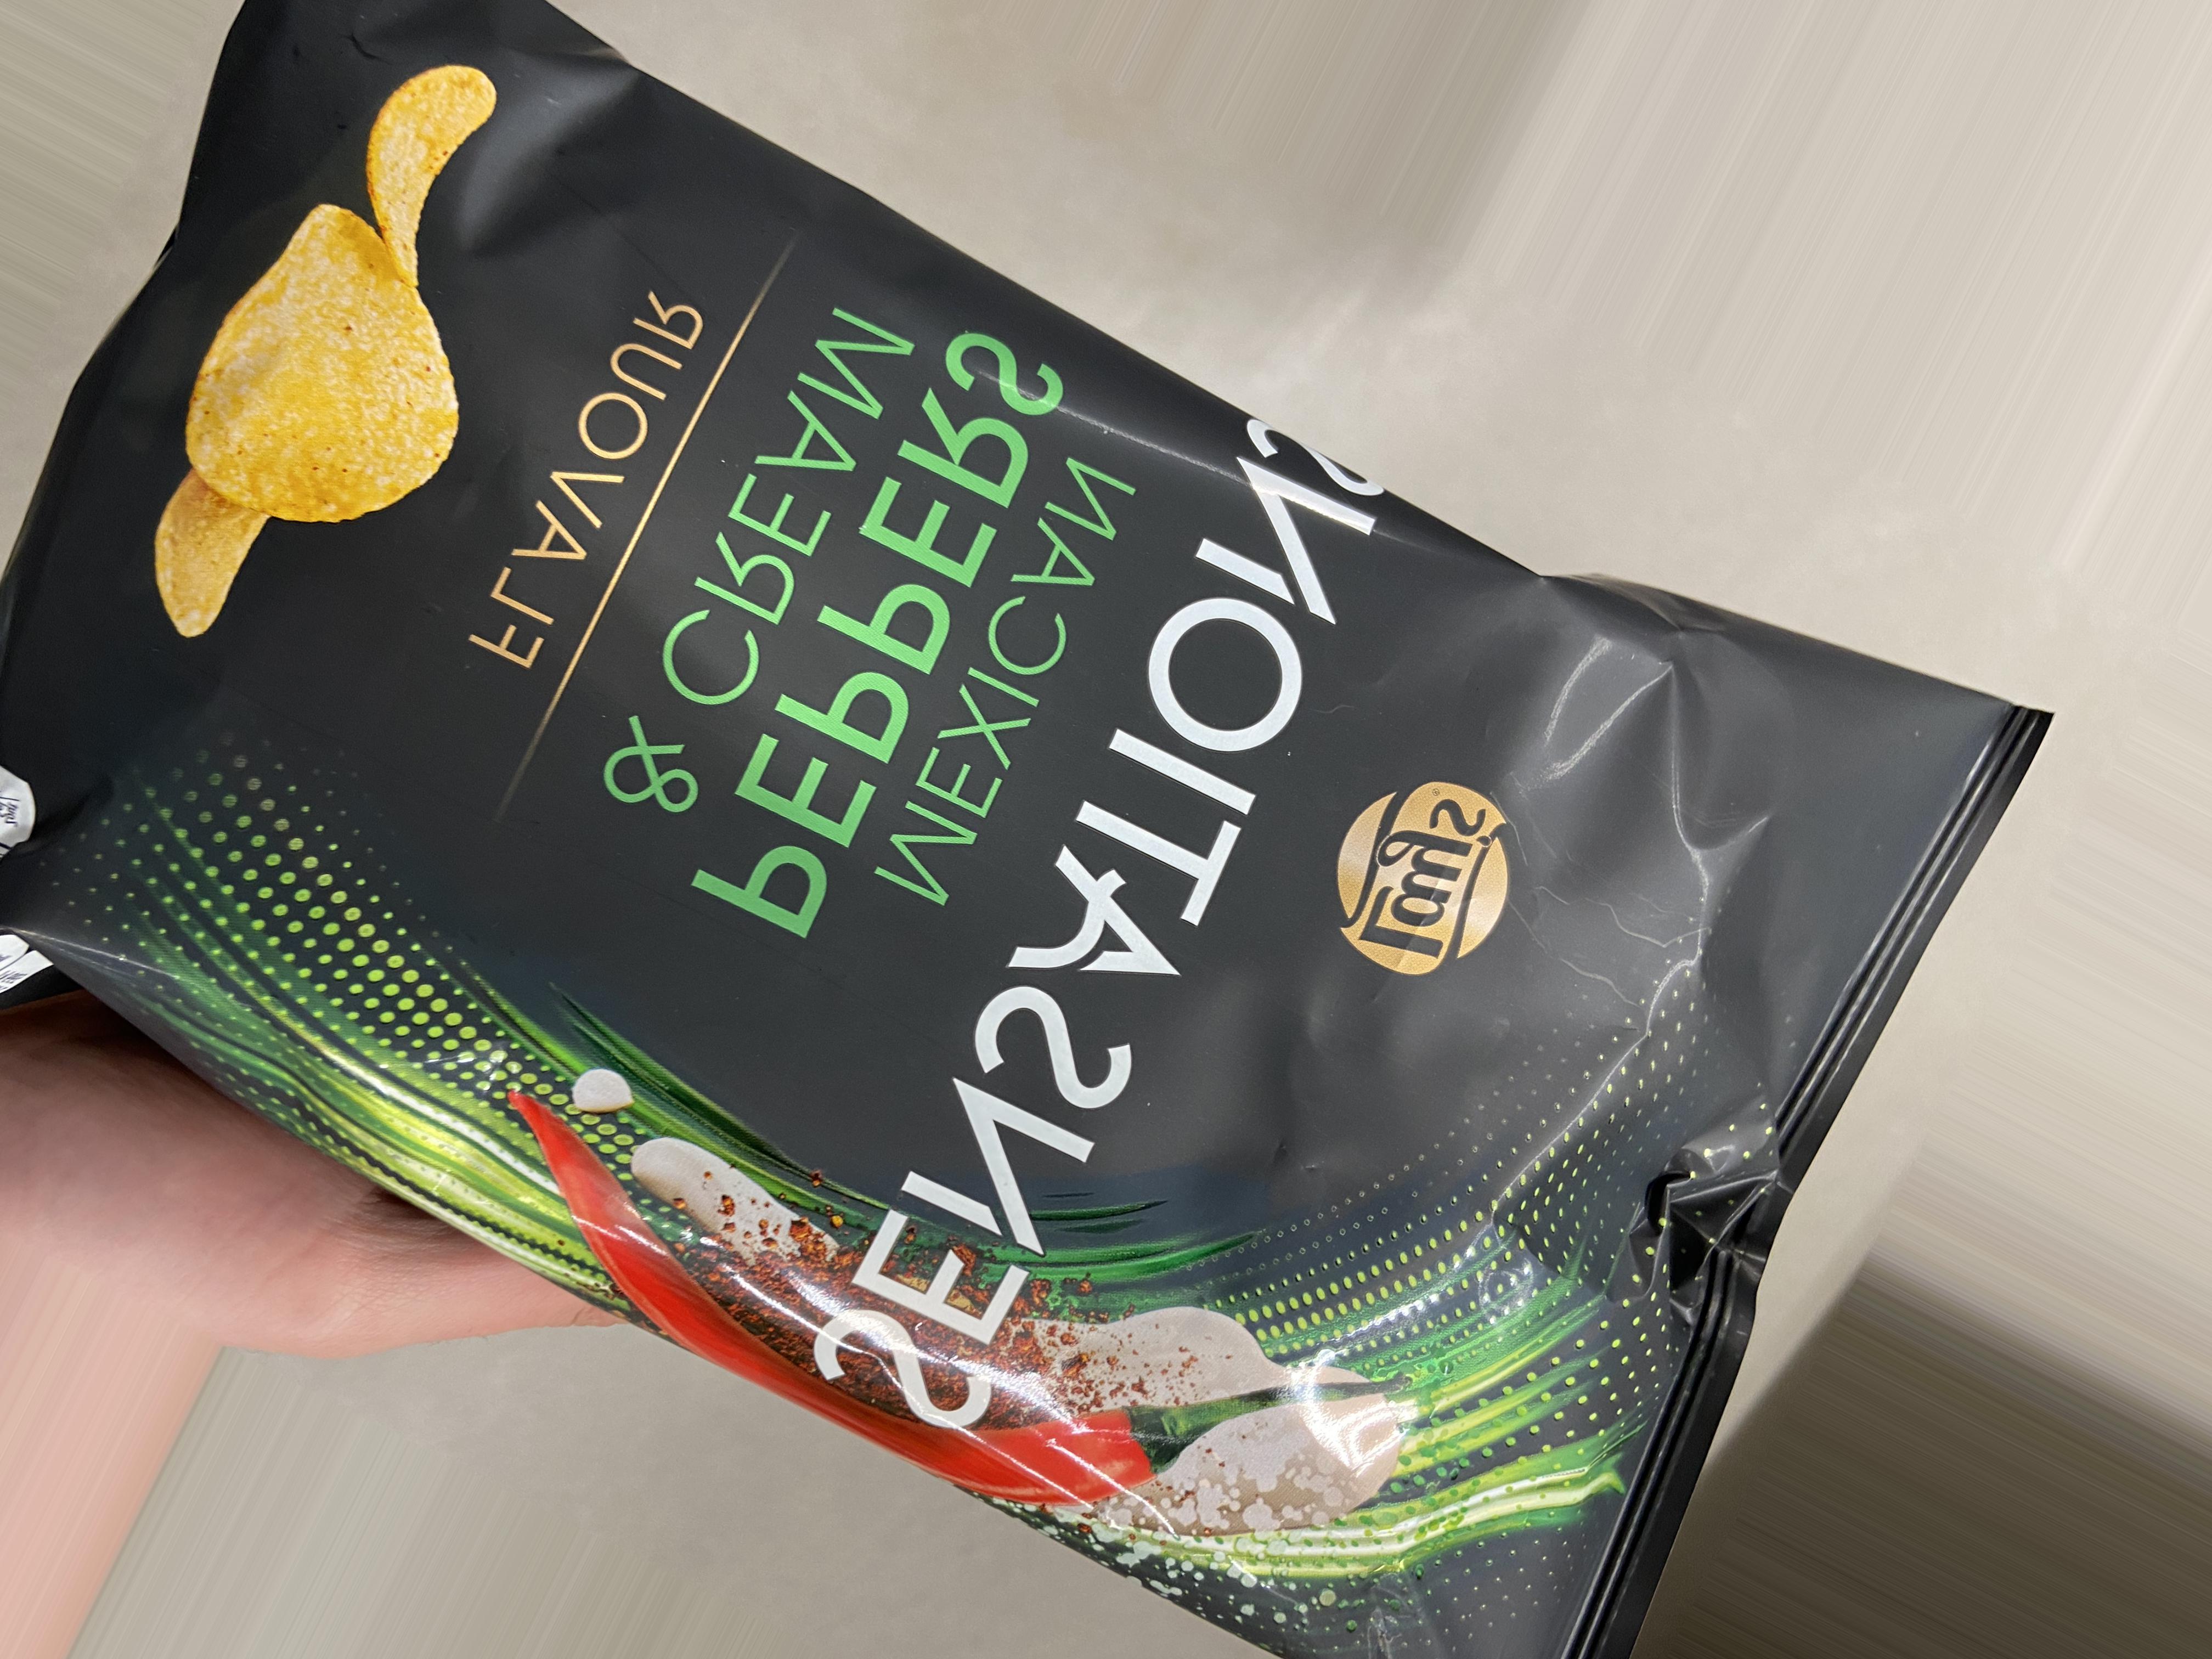 Lay's
SENSATIONS
MEXICAN
PEPPERS
& CREAM
FLAVOUR